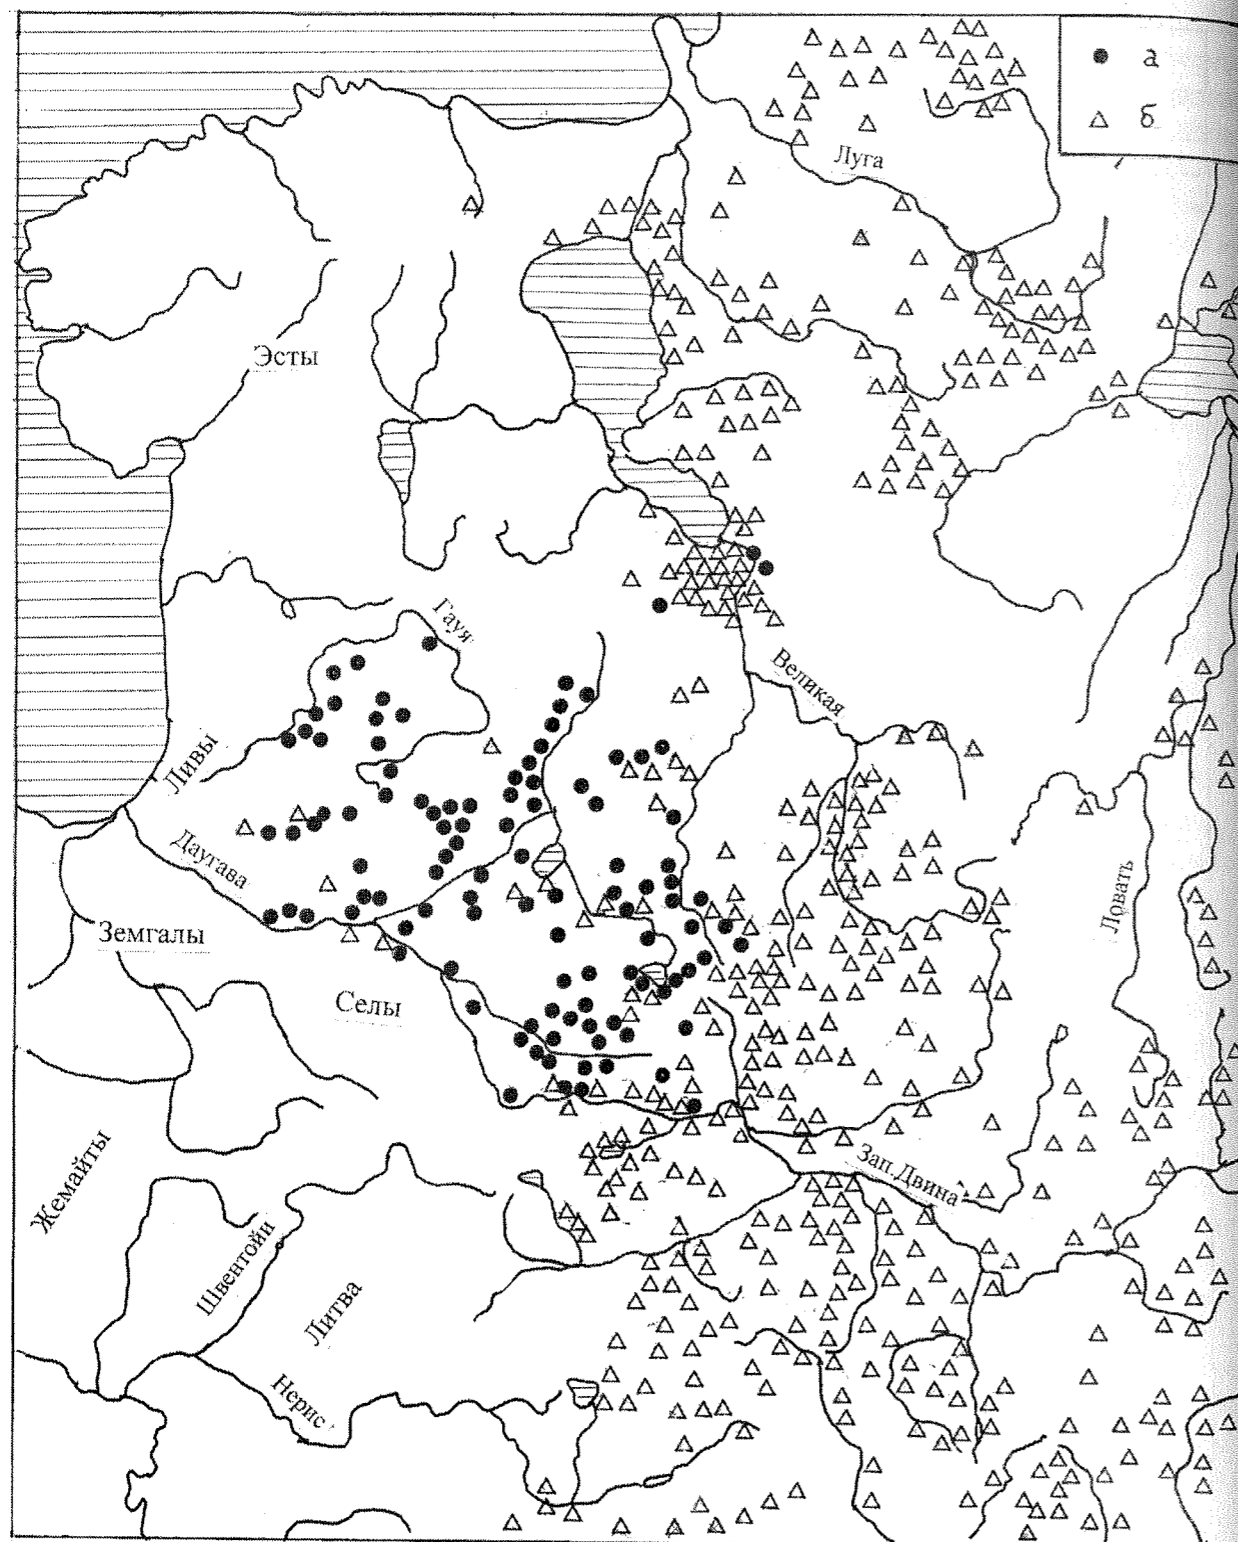 а
б
Луга
Эсты
Гауя
Великая
Ливы
Даугава
Ловать
Земгалы
Селы
Жемайты
Зап. Двина
Швентойи
Литва
Нерис